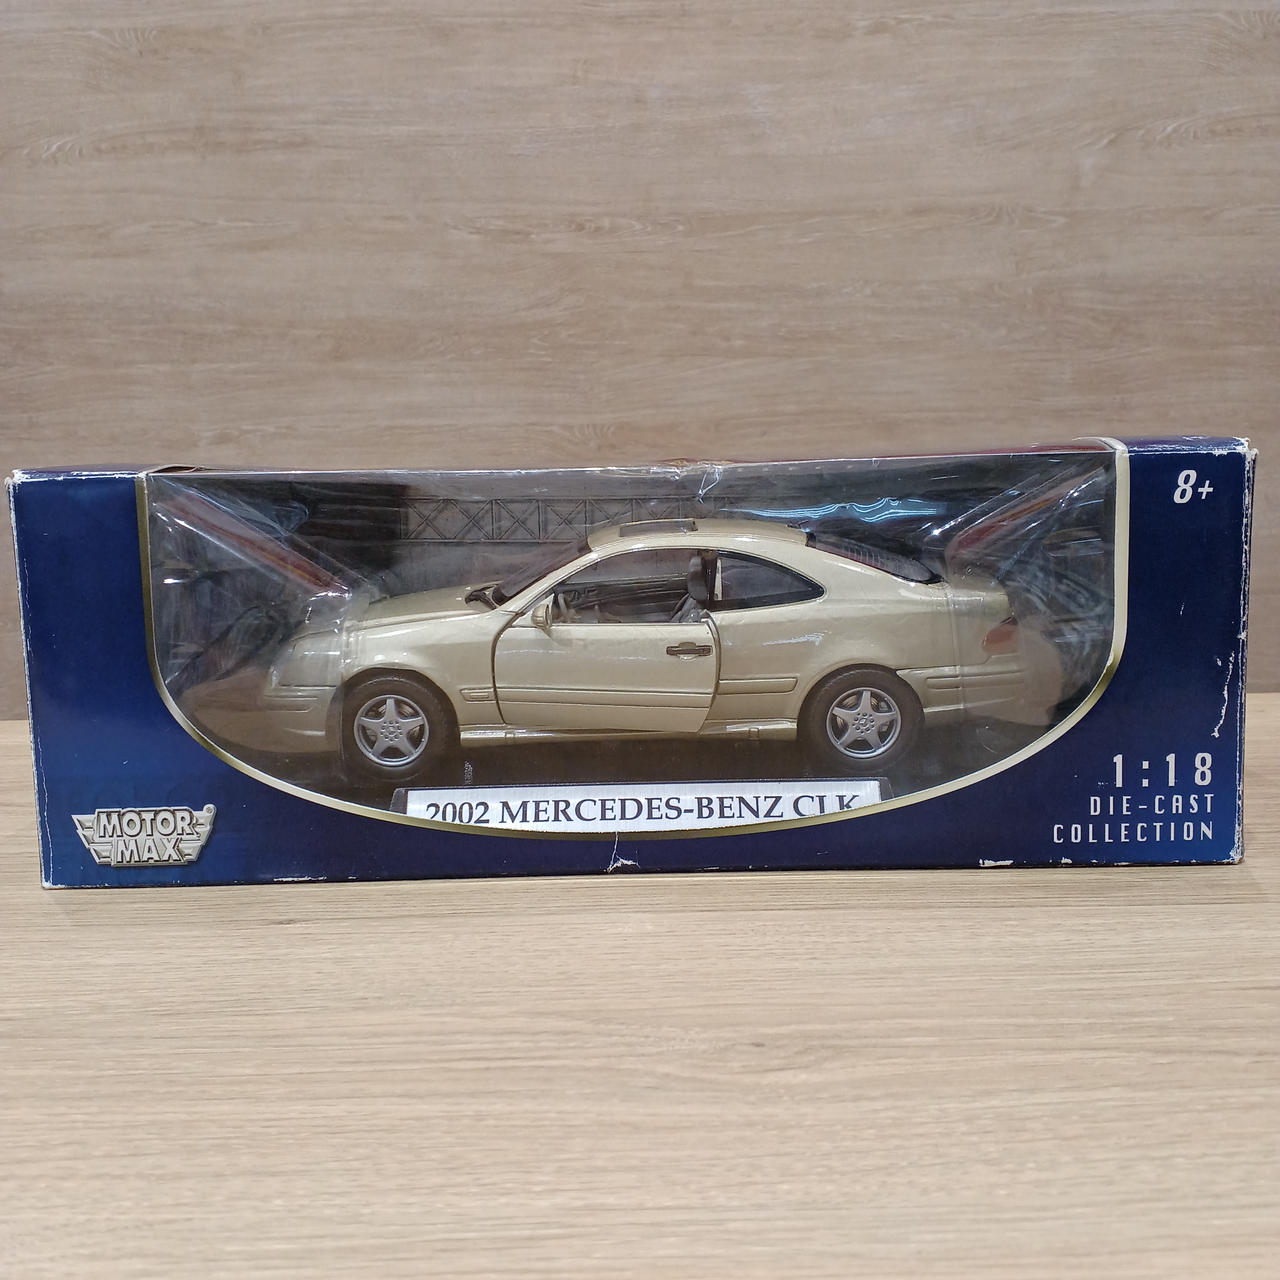 8+
2002 MERCEDES-BENZ CLK
1:18
DIE-CAST
COLLECTION
MOTOR
MAX
®